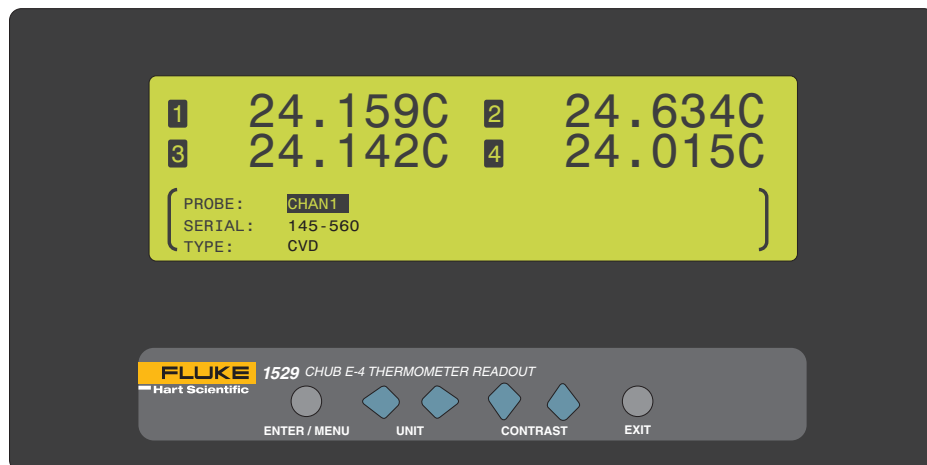 1 24.159C 2 24.634C
3 24.142C 4 24.015C
PROBE: CHAN1
SERIAL: 145-560
TYPE: CVD
FLUKE 1529 CHUB E-4 THERMOMETER READOUT
Hart Scientific
ENTER / MENU UNIT CONTRAST EXIT